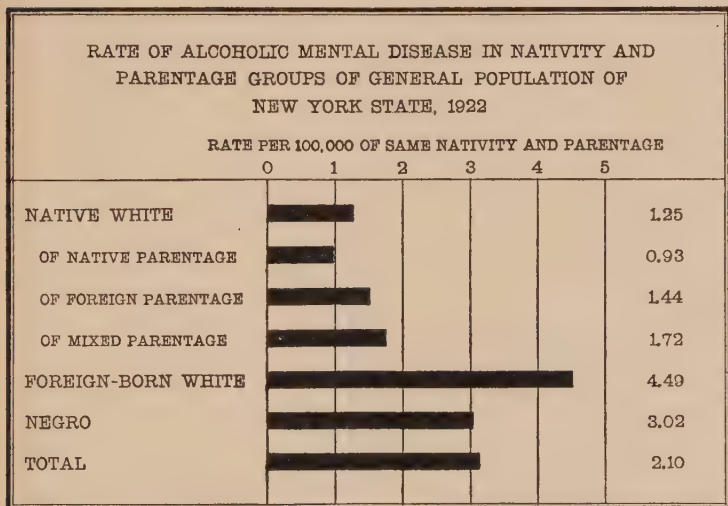 RATE OF ALCOHOLIC MENTAL DISEASE IN NATIVITY AND
PARENTAGE GROUPS OF GENERAL POPULATION OF
NEW YORK STATE, 1922
RATE PER 100,000 OF SAME NATIVITY AND PARENTAGE
0 1 2 3 4 5
NATIVE WHITE 1.25
OF NATIVE PARENTAGE 0.93
OF FOREIGN PARENTAGE 1.44
OF MIXED PARENTAGE 1.72
FOREIGN-BORN WHITE 4.49
NEGRO 3.02
TOTAL 2.10